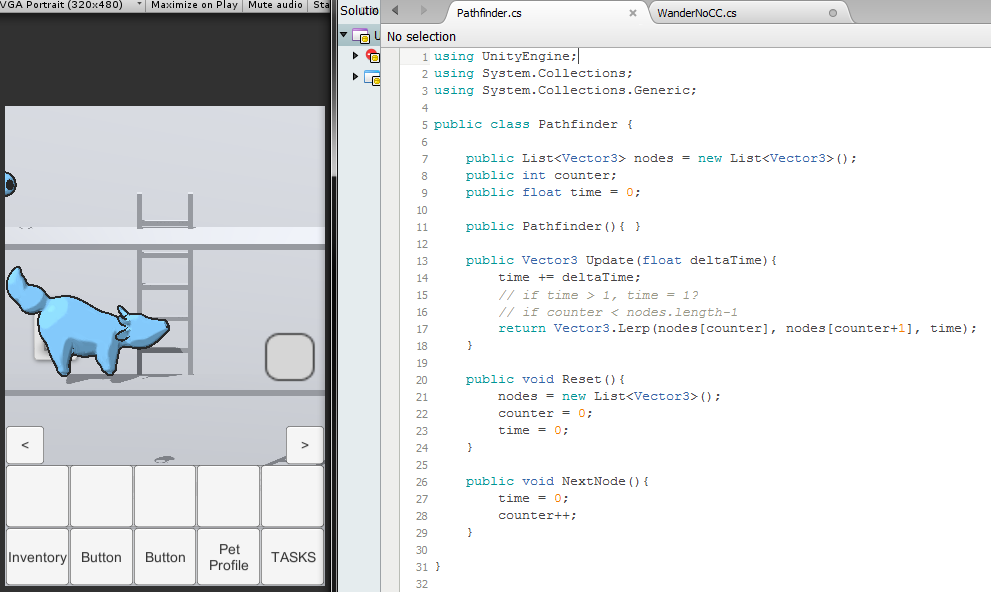 VGA Portrait (320x480) Maximize on Play Mute audio Sta
<
>
Inventory
Button
Button
Pet
Profile
TASKS
Solutio
U
Pathfinder.cs
WanderNoCC.cs
No selection
1 using UnityEngine;
2 using System.Collections;
3 using System.Collections.Generic;
4
5 public class Pathfinder {
6
7 public List<Vector3> nodes = new List<Vector3>();
8 public int counter;
9 public float time = 0;
10
11 public Pathfinder(){ }
12
13 public Vector3 Update(float deltaTime){
14 time += deltaTime;
15 // if time > 1, time = 1?
16 // if counter < nodes.length-1
17 return Vector3.Lerp(nodes[counter], nodes[counter+1], time);
18 }
19
20 public void Reset(){
21 nodes = new List<Vector3>();
22 counter = 0;
23 time = 0;
24 }
25
26 public void NextNode(){
27 time = 0;
28 counter++;
29 }
30
31 }
32